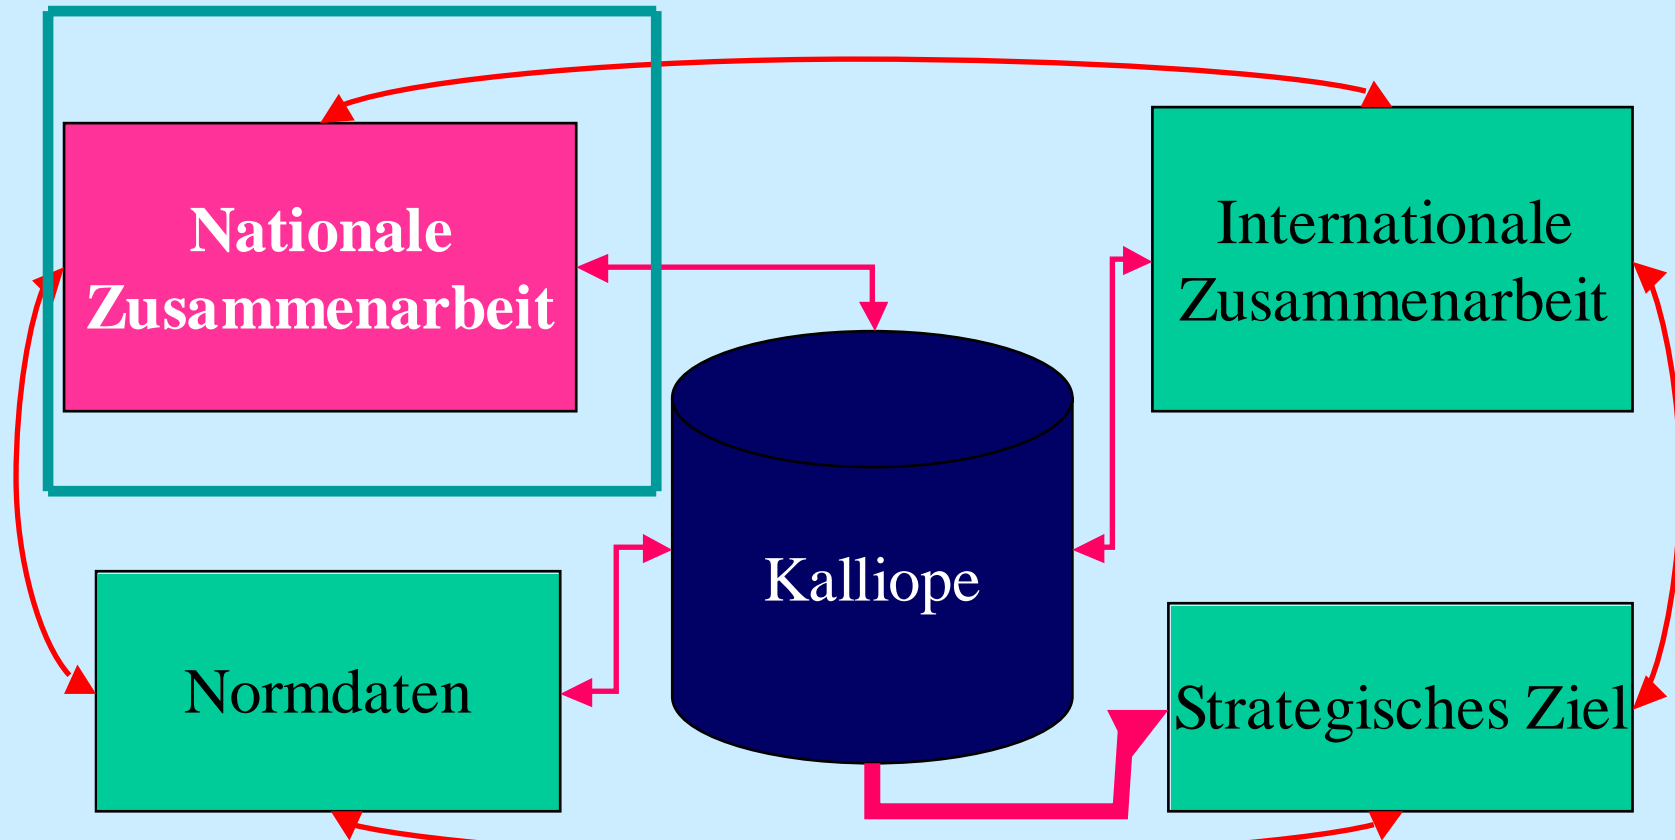 Nationale
Zusammenarbeit
Internationale
Zusammenarbeit
Kalliope
Normdaten
Strategisches Ziel